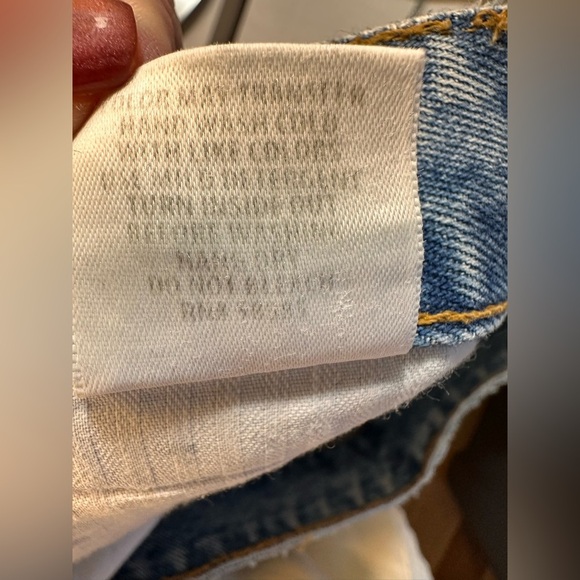 COLOR MAY TRANSFER
HAND WASH COLD
WITH LIKE COLORS
USE MILD DETERGENT
TURN INSIDE OUT
BEFORE WASHING
HANG DRY
DO NOT BLEACH
RN#